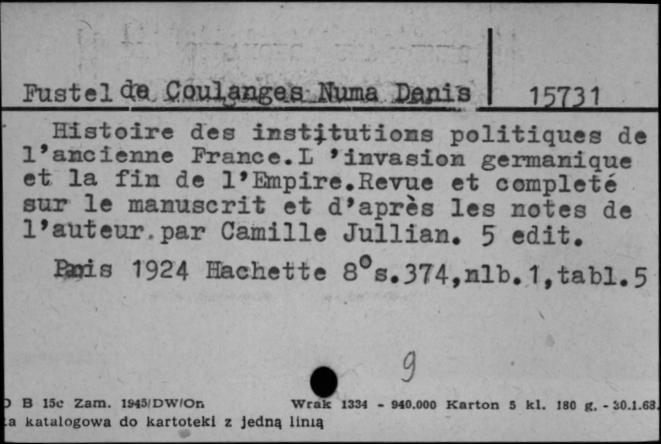 Fustel de Coulanges Numa Denis 15731
Histoire des institutions politiques de
l'ancienne France.L 'invasion germanique
et la fin de l'Empire.Revue et completé
sur le manuscrit et d'après les notes de
l'auteur.par Camille Jullian. 5 edit.
Paris 1924 Hachette 8°s.374,nlb.1,tabl.5
9
B 15c Zam. 1945/DW/On Wrak 1334 - 940.000 Karton 5 kl. 180 g. - 30.1.68.
katalogowa do kartoteki z jedną linią